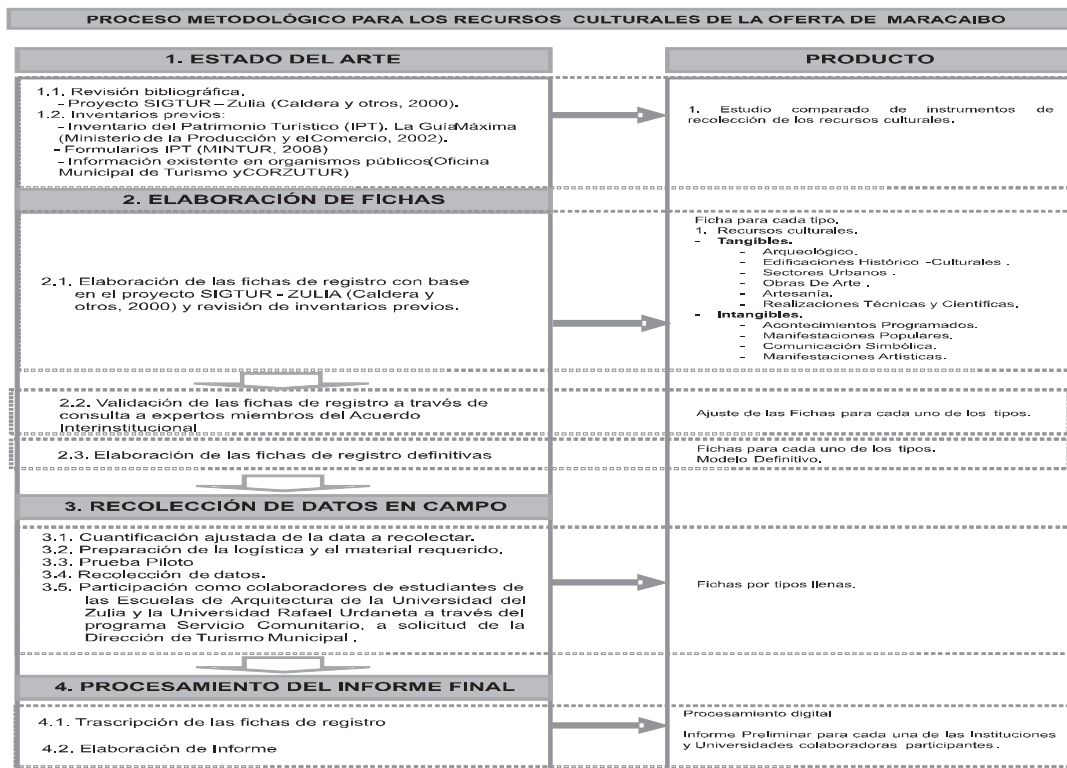 PROCESO METODOLÓGICO PARA LOS RECURSOS CULTURALES DE LA OFERTA DE MARACAIBO
1. ESTADO DEL ARTE
PRODUCTO
1.1. Revisión bibliográfica.
- Proyecto SIGTUR – Zulia (Caldera y otros, 2000).
1.2. Inventarios previos:
- Inventario del Patrimonio Turístico (IPT). La GuíaMáxima
(Ministerio de la Producción y el Comercio, 2002).
- Formularios IPT (MINTUR, 2008)
- Información existente en organismos públicos(Oficina
Municipal de Turismo y CORZUTUR)
1. Estudio comparado de instrumentos de
recolección de los recursos culturales.
2. ELABORACIÓN DE FICHAS
2.1. Elaboración de las fichas de registro con base
en el proyecto SIGTUR - ZULIA (Caldera y
otros, 2000) y revisión de inventarios previos.
Ficha para cada tipo.
1. Recursos culturales.
- Tangibles.
- Arqueológico.
- Edificaciones Histórico -Culturales .
- Sectores Urbanos .
- Obras De Arte .
- Artesanía.
- Realizaciones Técnicas y Científicas.
- Intangibles.
- Acontecimientos Programados.
- Manifestaciones Populares.
- Comunicación Simbólica.
- Manifestaciones Artísticas.
2.2. Validación de las fichas de registro a través de
consulta a expertos miembros del Acuerdo
Interinstitucional
Ajuste de las Fichas para cada uno de los tipos.
2.3. Elaboración de las fichas de registro definitivas
Fichas para cada uno de los tipos.
Modelo Definitivo.
3. RECOLECCIÓN DE DATOS EN CAMPO
3.1. Cuantificación ajustada de la data a recolectar.
3.2. Preparación de la logística y el material requerido.
3.3. Prueba Piloto
3.4. Recolección de datos.
3.5. Participación como colaboradores de estudiantes de
las Escuelas de Arquitectura de la Universidad del
Zulia y la Universidad Rafael Urdaneta a través del
programa Servicio Comunitario, a solicitud de la
Dirección de Turismo Municipal .
Fichas por tipos llenas.
4. PROCESAMIENTO DEL INFORME FINAL
4.1. Trascripción de las fichas de registro
4.2. Elaboración de Informe
Procesamiento digital
Informe Preliminar para cada una de las Instituciones
y Universidades colaboradoras participantes .